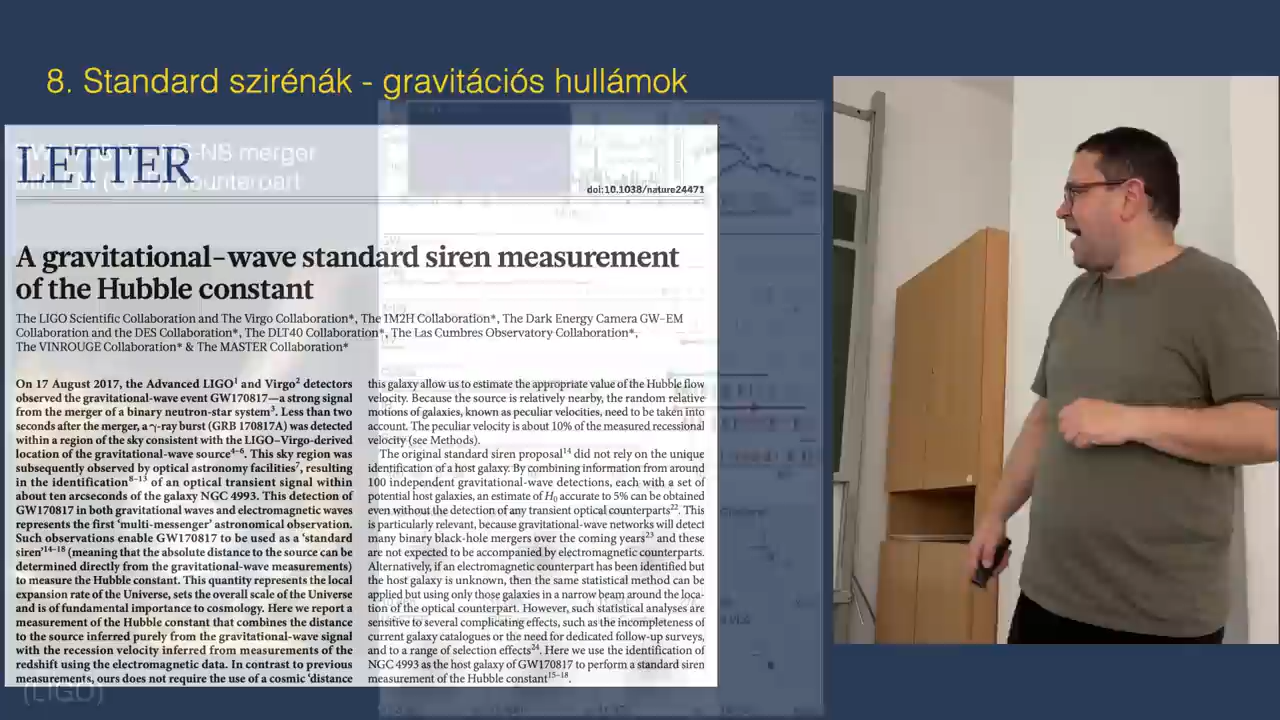 8. Standard szirénák - gravitációs hullámok
LETTER
NS-NS merger
counterpart
doi:10.1038/nature24471
A gravitational-wave standard siren measurement
of the Hubble constant
The LIGO Scientific Collaboration and The Virgo Collaboration*, The 1M2H Collaboration*, The Dark Energy Camera GW-EM
Collaboration and the DES Collaboration*, The DLT40 Collaboration*, The Las Cumbres Observatory Collaboration*,
The VINROUGE Collaboration* & The MASTER Collaboration*
On 17 August 2017, the Advanced LIGO1 and Virgo2 detectors
observed the gravitational-wave event GW170817—a strong signal
from the merger of a binary neutron-star system3. Less than two
seconds after the merger, a γ-ray burst (GRB 170817A) was detected
within a region of the sky consistent with the LIGO–Virgo-derived
location of the gravitational-wave source4–6. This sky region was
subsequently observed by optical astronomy facilities7, resulting
in the identification8–13 of an optical transient signal within
about ten arcseconds of the galaxy NGC 4993. This detection of
GW170817 in both gravitational waves and electromagnetic waves
represents the first ‘multi-messenger’ astronomical observation.
Such observations enable GW170817 to be used as a ‘standard
siren’14–18 (meaning that the absolute distance to the source can be
determined directly from the gravitational-wave measurements)
to measure the Hubble constant. This quantity represents the local
expansion rate of the Universe, sets the overall scale of the Universe
and is of fundamental importance to cosmology. Here we report a
measurement of the Hubble constant that combines the distance
to the source inferred purely from the gravitational-wave signal
with the recession velocity inferred from measurements of the
redshift using the electromagnetic data. In contrast to previous
measurements, ours does not require the use of a cosmic ‘distance
this galaxy allow us to estimate the appropriate value of the Hubble flow
velocity. Because the source is relatively nearby, the random relative
motions of galaxies, known as peculiar velocities, need to be taken into
account. The peculiar velocity is about 10% of the measured recessional
velocity (see Methods).
The original standard siren proposal14 did not rely on the unique
identification of a host galaxy. By combining information from around
100 independent gravitational-wave detections, each with a set of
potential host galaxies, an estimate of H0 accurate to 5% can be obtained
even without the detection of any transient optical counterparts22. This
is particularly relevant, because gravitational-wave networks will detect
many binary black-hole mergers over the coming years23 and these
are not expected to be accompanied by electromagnetic counterparts.
Alternatively, if an electromagnetic counterpart has been identified but
the host galaxy is unknown, then the same statistical method can be
applied but using only those galaxies in a narrow beam around the loca-
tion of the optical counterpart. However, such statistical analyses are
sensitive to several complicating effects, such as the incompleteness of
current galaxy catalogues or the need for dedicated follow-up surveys,
and to a range of selection effects24. Here we use the identification of
NGC 4993 as the host galaxy of GW170817 to perform a standard siren
measurement of the Hubble constant15–18.
(LIGO)